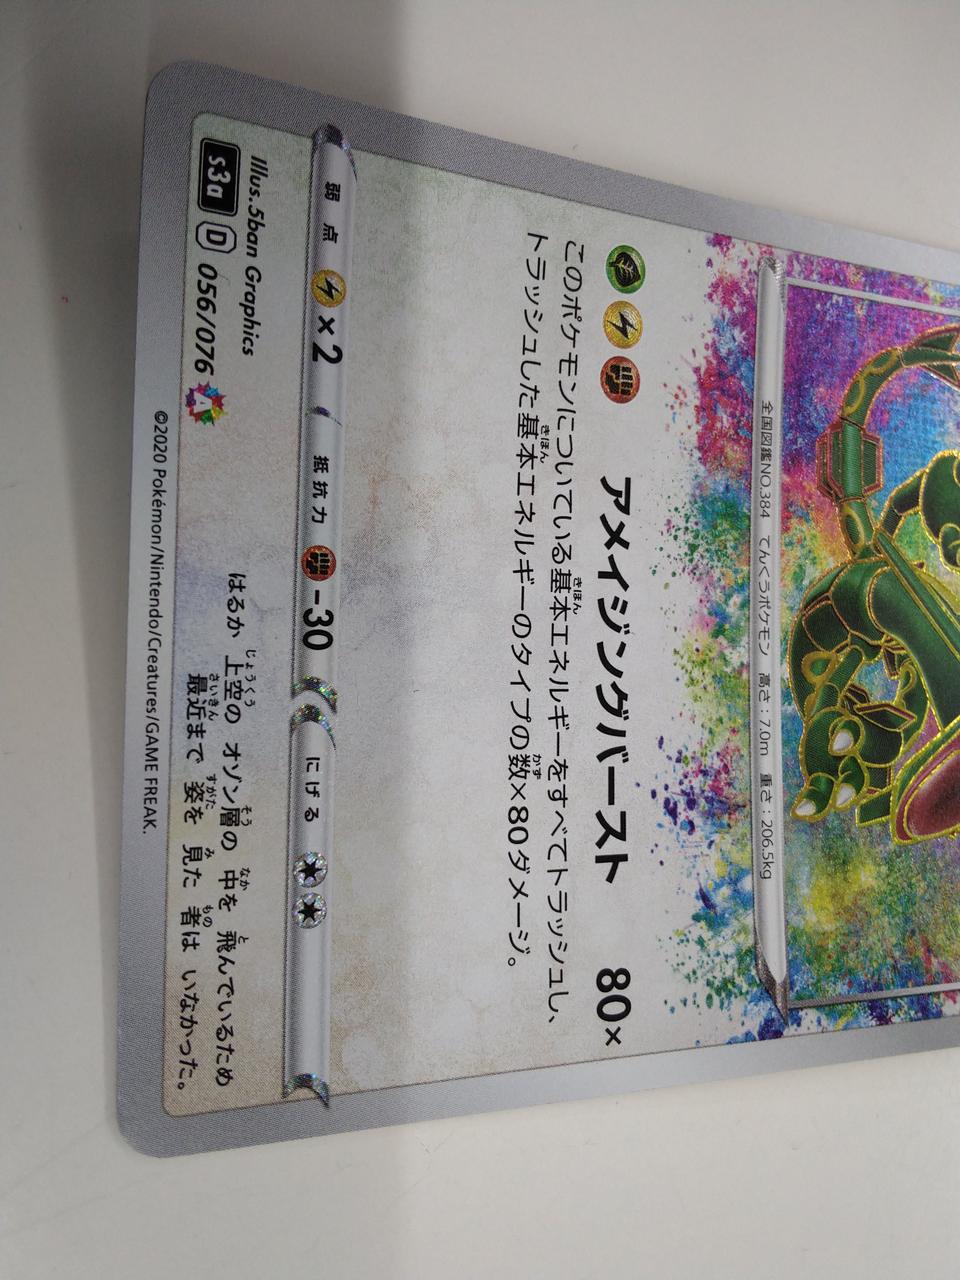 全国図鑑NO.384 てんくうポケモン 高さ：7.0m 重さ：206.5kg
アメイジングバースト 80×
このポケモンについている基本エネルギーをすべてトラッシュし、
トラッシュした基本エネルギーのタイプの数×80ダメージ。
弱点 ×2 抵抗力 -30 にげる
Illus.5ban Graphics
s3a D 056/076 A
はるか 上空の オゾン層の 中を 飛んでいるため
最近まで 姿を 見た 者は いなかった。
©2020 Pokémon/Nintendo/Creatures/GAME FREAK.